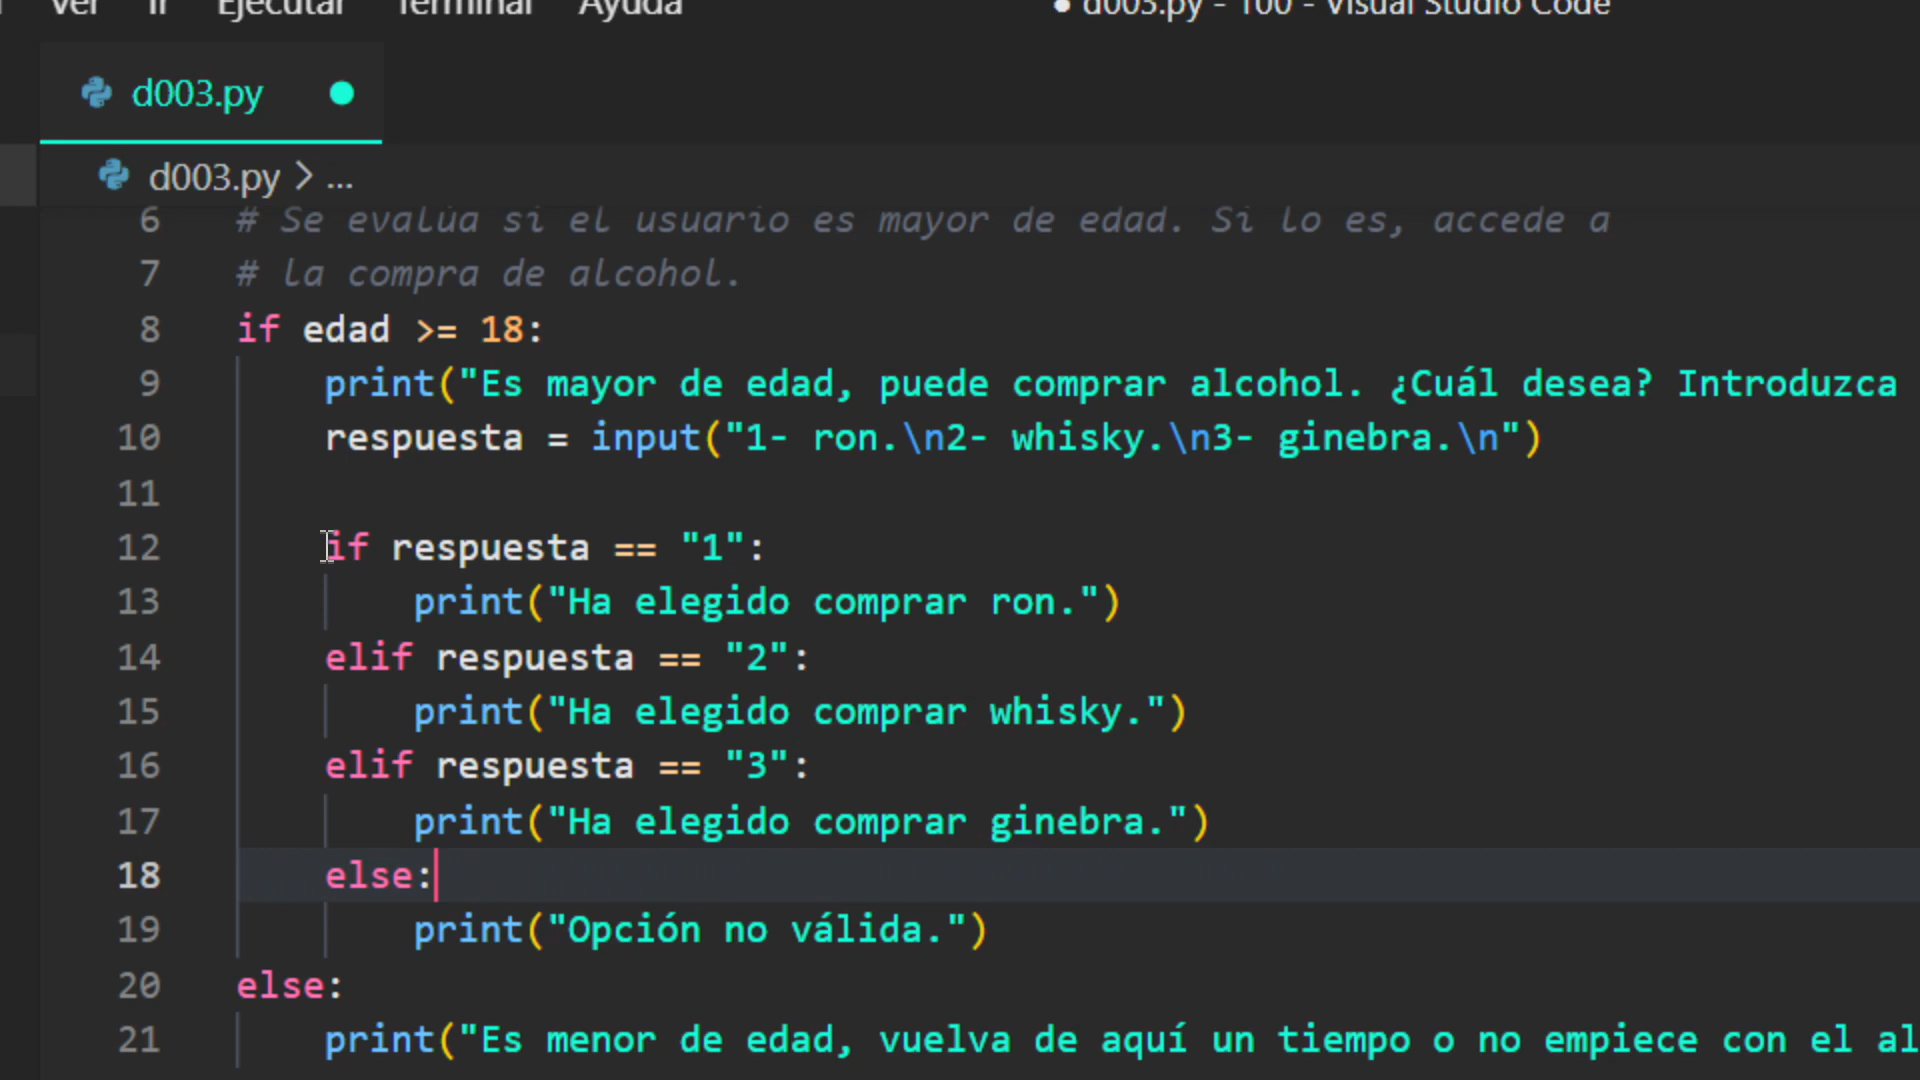 Ver Ir Ejecutar Terminal Ayuda ● d003.py - 100 - Visual Studio Code
d003.py ●
d003.py > ...
6 # Se evalúa si el usuario es mayor de edad. Si lo es, accede a
7 # la compra de alcohol.
8 if edad >= 18:
9 print("Es mayor de edad, puede comprar alcohol. ¿Cuál desea? Introduzca
10 respuesta = input("1- ron.\n2- whisky.\n3- ginebra.\n")
11
12 if respuesta == "1":
13 print("Ha elegido comprar ron.")
14 elif respuesta == "2":
15 print("Ha elegido comprar whisky.")
16 elif respuesta == "3":
17 print("Ha elegido comprar ginebra.")
18 else:
19 print("Opción no válida.")
20 else:
21 print("Es menor de edad, vuelva de aquí un tiempo o no empiece con el al